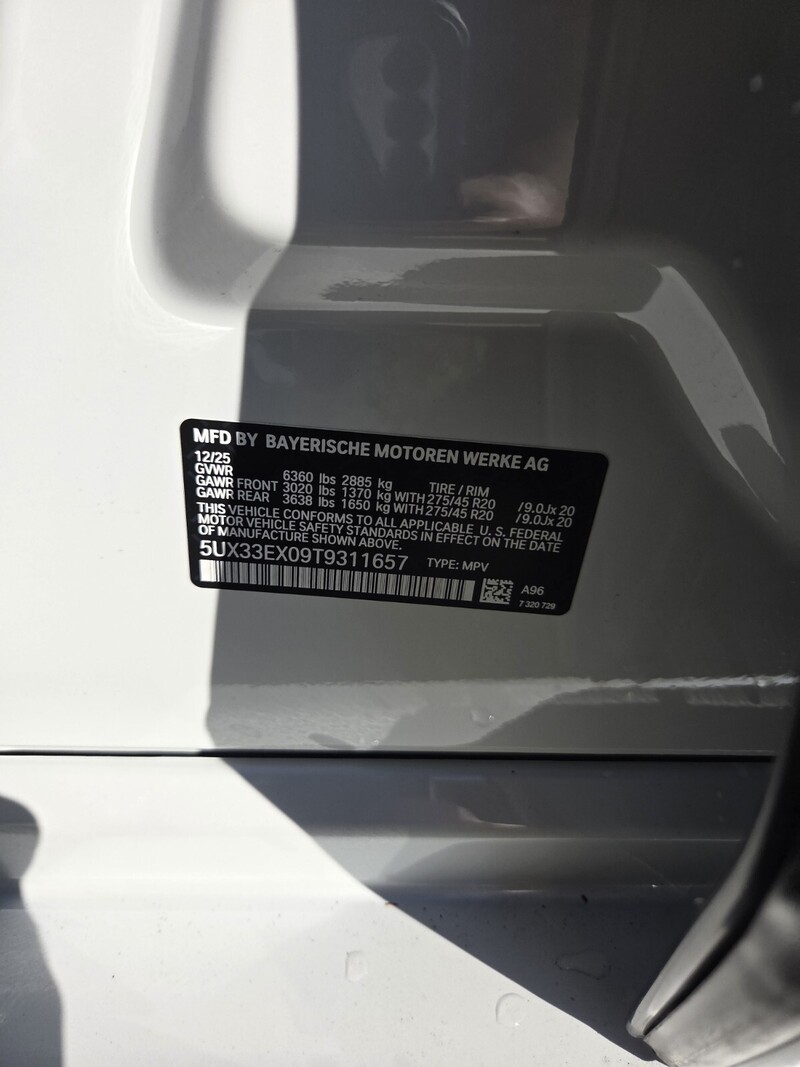 MFD BY BAYERISCHE MOTOREN WERKE AG
12/25
GVWR 6360 lbs 2885 kg TIRE / RIM
GAWR FRONT 3020 lbs 1370 kg WITH 275/45 R20 /9.0Jx 20
GAWR REAR 3638 lbs 1650 kg WITH 275/45 R20 /9.0Jx 20
THIS VEHICLE CONFORMS TO ALL APPLICABLE U.S. FEDERAL
MOTOR VEHICLE SAFETY STANDARDS IN EFFECT ON THE DATE
OF MANUFACTURE SHOWN ABOVE.
5UX33EX09T9311657 TYPE: MPV
A96
7 320 729